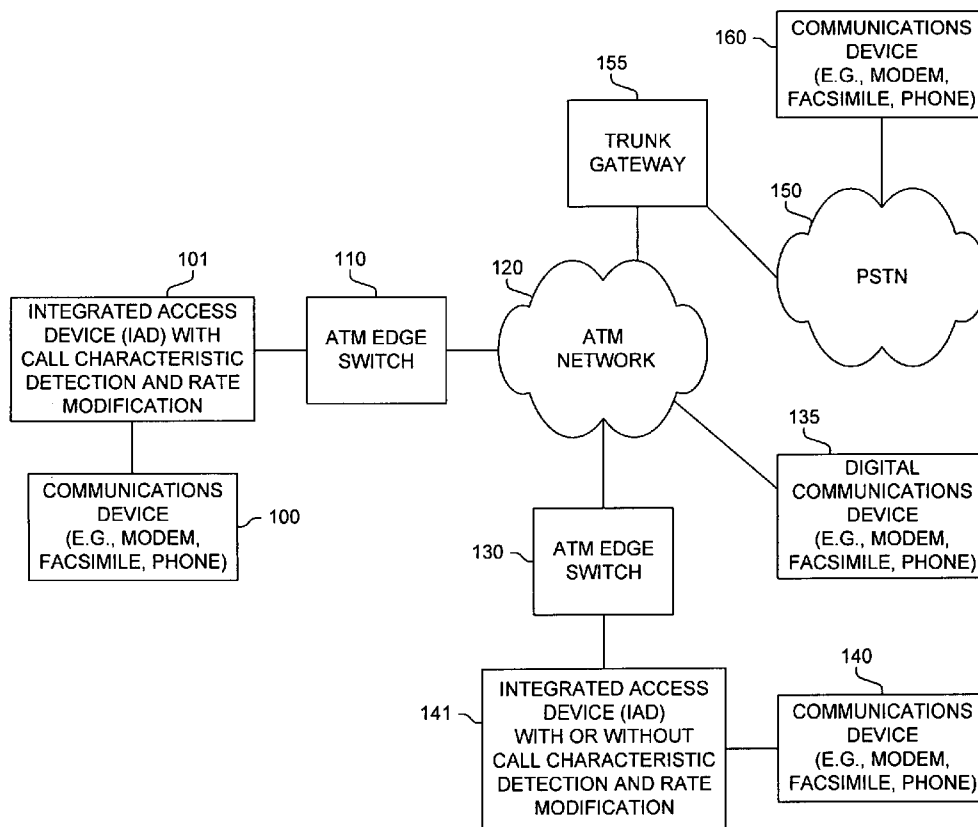 160
COMMUNICATIONS
DEVICE
(E.G., MODEM,
FACSIMILE, PHONE)
155
TRUNK
GATEWAY
150
PSTN
101
INTEGRATED ACCESS
DEVICE (IAD) WITH
CALL CHARACTERISTIC
DETECTION AND RATE
MODIFICATION
110
ATM EDGE
SWITCH
120
ATM
NETWORK
135
DIGITAL
COMMUNICATIONS
DEVICE
(E.G., MODEM,
FACSIMILE, PHONE)
COMMUNICATIONS
DEVICE
(E.G., MODEM,
FACSIMILE, PHONE)
100
130
ATM EDGE
SWITCH
141
INTEGRATED ACCESS
DEVICE (IAD)
WITH OR WITHOUT
CALL CHARACTERISTIC
DETECTION AND RATE
MODIFICATION
140
COMMUNICATIONS
DEVICE
(E.G., MODEM,
FACSIMILE, PHONE)